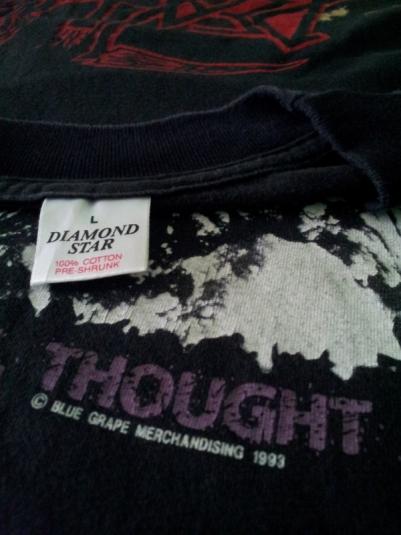 L
DIAMOND
STAR
100% COTTON
PRE-SHRUNK
THOUGHT
© BLUE GRAPE MERCHANDISING 1993